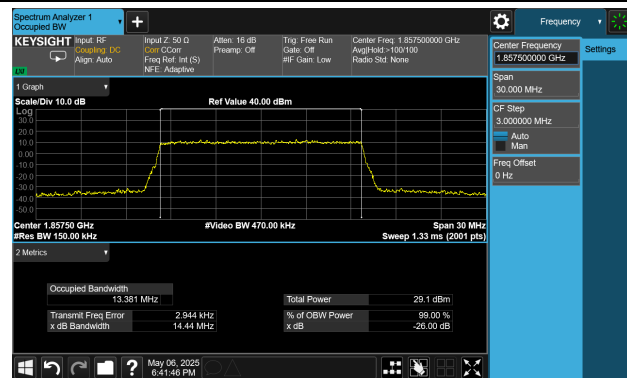 Spectrum Analyzer 1
Occupied BW
Frequency
KEYSIGHT
Input: RF
Coupling: DC
Align: Auto
Input Z: 50 Ω
Corr CCorr
Freq Ref: Int (S)
NFE: Adaptive
Atten: 16 dB
Preamp: Off
Trig: Free Run
Gate: Off
#IF Gain: Low
Center Freq: 1.857500000 GHz
Avg|Hold:>100/100
Radio Std: None
Center Frequency
1.857500000 GHz
Settings
Span
30.000 MHz
CF Step
3.000000 MHz
Auto
Man
Freq Offset
0 Hz
1 Graph
Scale/Div 10.0 dB
Ref Value 40.00 dBm
Log
30.0
20.0
10.0
0.00
-10.0
-20.0
-30.0
-40.0
-50.0
Center 1.85750 GHz
#Video BW 470.00 kHz
Span 30 MHz
#Res BW 150.00 kHz
Sweep 1.33 ms (2001 pts)
2 Metrics
Occupied Bandwidth
13.381 MHz
Total Power 29.1 dBm
Transmit Freq Error 2.944 kHz
% of OBW Power 99.00 %
x dB Bandwidth 14.44 MHz
x dB -26.00 dB
?
May 06, 2025
6:41:46 PM